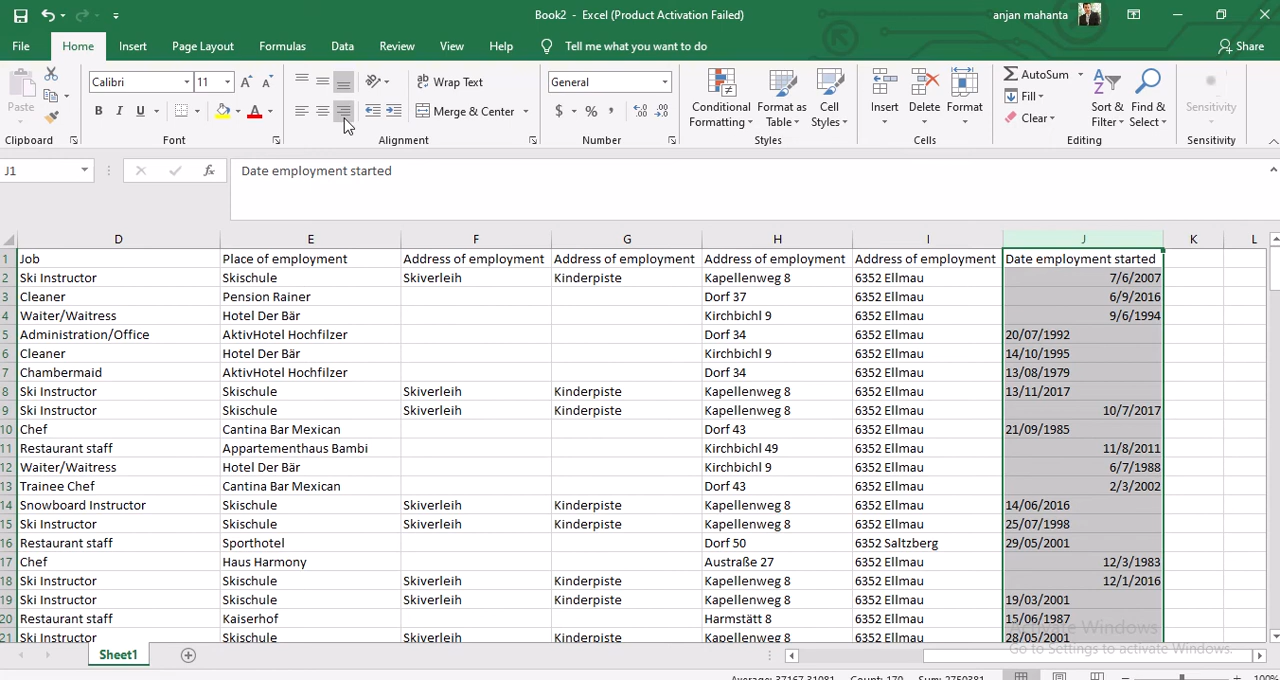 Book2 - Excel (Product Activation Failed)
anjan mahanta
File Home Insert Page Layout Formulas Data Review View Help Tell me what you want to do Share
Paste Calibri 11 Wrap Text General Conditional Formatting Format as Table Cell Styles Insert Delete Format AutoSum Sort & Filter Find & Select Sensitivity
B I U A Merge & Center $ % Fill Clear
Clipboard Font Alignment Number Styles Cells Editing Sensitivity
J1 fx Date employment started
D E F G H I J K L
1 Job Place of employment Address of employment Address of employment Address of employment Address of employment Date employment started
2 Ski Instructor Skischule Skiverleih Kinderpiste Kapellenweg 8 6352 Ellmau 7/6/2007
3 Cleaner Pension Rainer Dorf 37 6352 Ellmau 6/9/2016
4 Waiter/Waitress Hotel Der Bär Kirchbichl 9 6352 Ellmau 9/6/1994
5 Administration/Office AktivHotel Hochfilzer Dorf 34 6352 Ellmau 20/07/1992
6 Cleaner Hotel Der Bär Kirchbichl 9 6352 Ellmau 14/10/1995
7 Chambermaid AktivHotel Hochfilzer Dorf 34 6352 Ellmau 13/08/1979
8 Ski Instructor Skischule Skiverleih Kinderpiste Kapellenweg 8 6352 Ellmau 13/11/2017
9 Ski Instructor Skischule Skiverleih Kinderpiste Kapellenweg 8 6352 Ellmau 10/7/2017
10 Chef Cantina Bar Mexican Dorf 43 6352 Ellmau 21/09/1985
11 Restaurant staff Appartementhaus Bambi Kirchbichl 49 6352 Ellmau 11/8/2011
12 Waiter/Waitress Hotel Der Bär Kirchbichl 9 6352 Ellmau 6/7/1988
13 Trainee Chef Cantina Bar Mexican Dorf 43 6352 Ellmau 2/3/2002
14 Snowboard Instructor Skischule Skiverleih Kinderpiste Kapellenweg 8 6352 Ellmau 14/06/2016
15 Ski Instructor Skischule Skiverleih Kinderpiste Kapellenweg 8 6352 Ellmau 25/07/1998
16 Restaurant staff Sporthotel Dorf 50 6352 Saltzberg 29/05/2001
17 Chef Haus Harmony Austraße 27 6352 Ellmau 12/3/1983
18 Ski Instructor Skischule Skiverleih Kinderpiste Kapellenweg 8 6352 Ellmau 12/1/2016
19 Ski Instructor Skischule Skiverleih Kinderpiste Kapellenweg 8 6352 Ellmau 19/03/2001
20 Restaurant staff Kaiserhof Harmstätt 8 6352 Ellmau 15/06/1987
21 Ski Instructor Skischule Skiverleih Kinderpiste Kapellenweg 8 6352 Ellmau 28/05/2001
Activate Windows
Go to Settings to activate Windows.
Sheet1
Average: 37167.31081 Count: 170 Sum: 2750381 100%